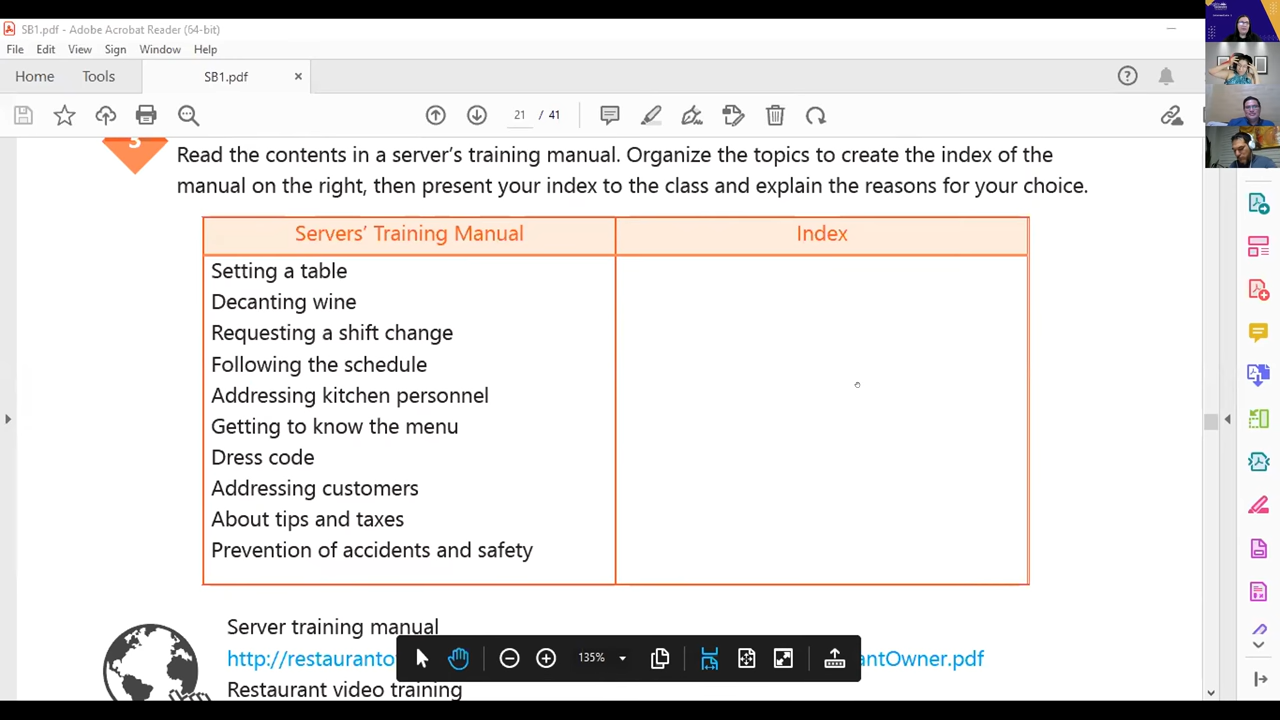 SB1.pdf - Adobe Acrobat Reader (64-bit)
File Edit View Sign Window Help
Home Tools SB1.pdf ×
21 / 41
Read the contents in a server's training manual. Organize the topics to create the index of the
manual on the right, then present your index to the class and explain the reasons for your choice.
Servers' Training Manual Index
Setting a table
Decanting wine
Requesting a shift change
Following the schedule
Addressing kitchen personnel
Getting to know the menu
Dress code
Addressing customers
About tips and taxes
Prevention of accidents and safety
Server training manual
http://restauranto antOwner.pdf
135%
Restaurant video training